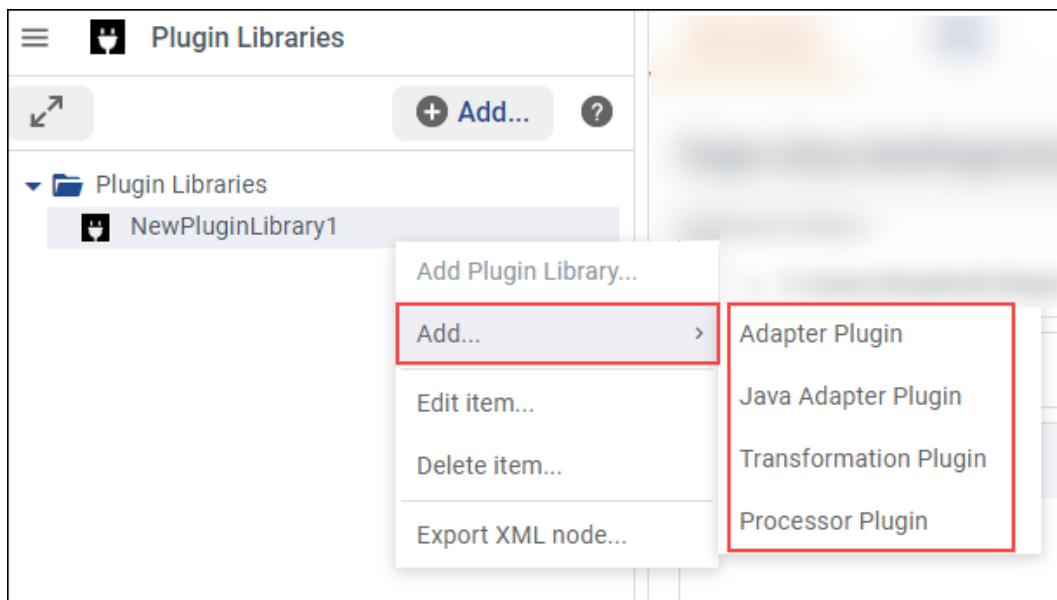 Plugin Libraries
Add...
Plugin Libraries
NewPluginLibrary1
Add Plugin Library...
Add...
Edit item...
Delete item...
Export XML node...
Adapter Plugin
Java Adapter Plugin
Transformation Plugin
Processor Plugin